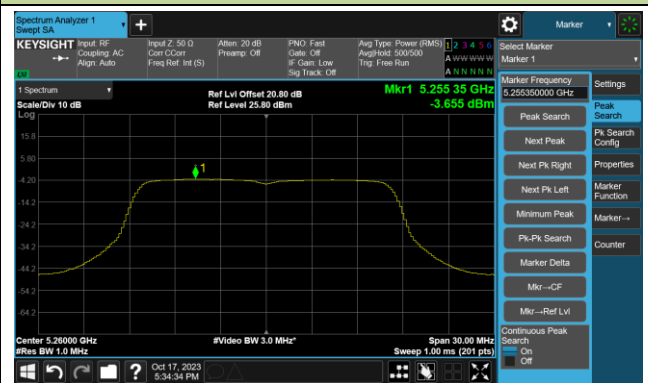 Spectrum Analyzer 1
Swept SA
+
Marker
KEYSIGHT
Input: RF
Coupling: AC
Align: Auto
Input Z: 50 Ω
Corr CCorr
Freq Ref: Int (S)
Atten: 20 dB
Preamp: Off
PNO: Fast
Gate: Off
IF Gain: Low
Sig Track: Off
Avg Type: Power (RMS)
Avg|Hold: 500/500
Trig: Free Run
1 2 3 4 5 6
A W W W W W
A N N N N N
LXI
Select Marker
Marker 1
1 Spectrum
Scale/Div 10 dB
Log
Ref Lvl Offset 20.80 dB
Ref Level 25.80 dBm
Mkr1 5.255 35 GHz
-3.655 dBm
15.8
5.80
-4.20
-14.2
-24.2
-34.2
-44.2
-54.2
-64.2
1
Center 5.26000 GHz
#Res BW 1.0 MHz
#Video BW 3.0 MHz*
Span 30.00 MHz
Sweep 1.00 ms (201 pts)
Marker Frequency
5.255350000 GHz
Peak Search
Next Peak
Next Pk Right
Next Pk Left
Minimum Peak
Pk-Pk Search
Marker Delta
Mkr→CF
Mkr→Ref Lvl
Continuous Peak
Search
On
Off
Settings
Peak
Search
Pk Search
Config
Properties
Marker
Function
Marker→
Counter
?
Oct 17, 2023
5:34:34 PM